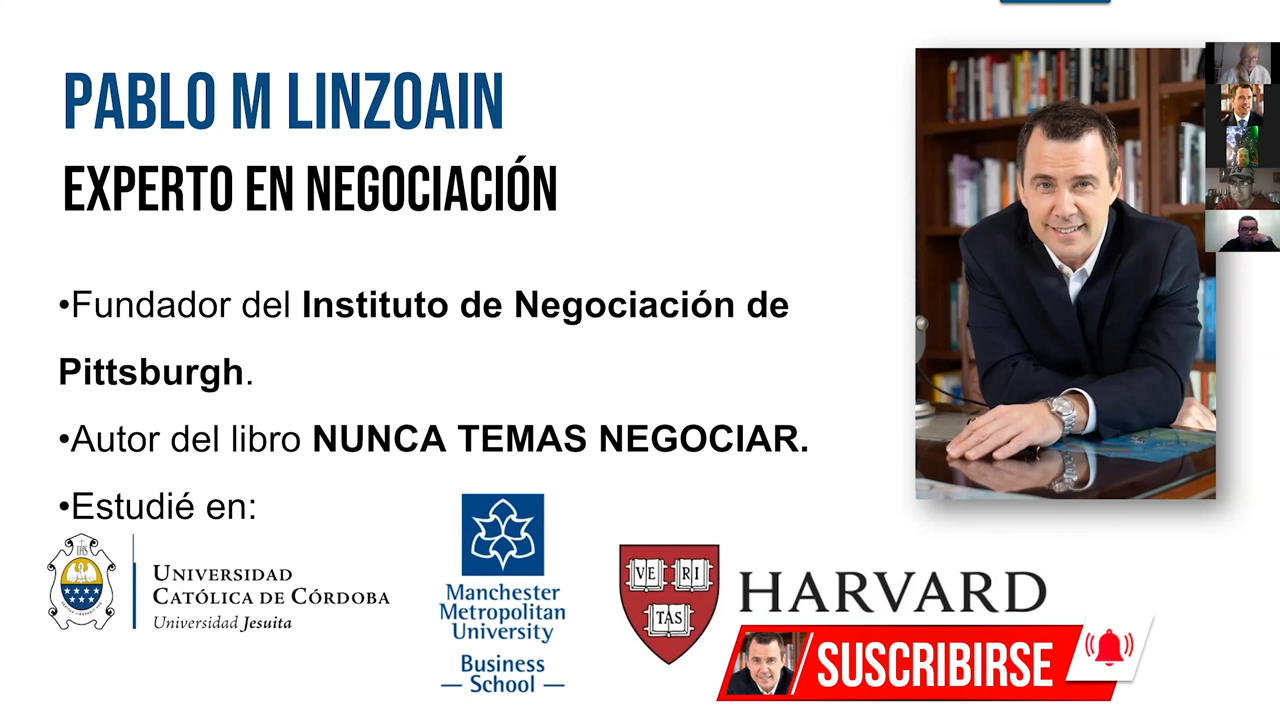 PABLO M LINZOAIN
EXPERTO EN NEGOCIACIÓN
•Fundador del Instituto de Negociación de
Pittsburgh.
•Autor del libro NUNCA TEMAS NEGOCIAR.
•Estudié en:
UNIVERSIDAD
CATÓLICA DE CÓRDOBA
Universidad Jesuita
Manchester
Metropolitan
University
Business
— School —
VE RI
TAS
HARVARD
SUSCRIBIRSE